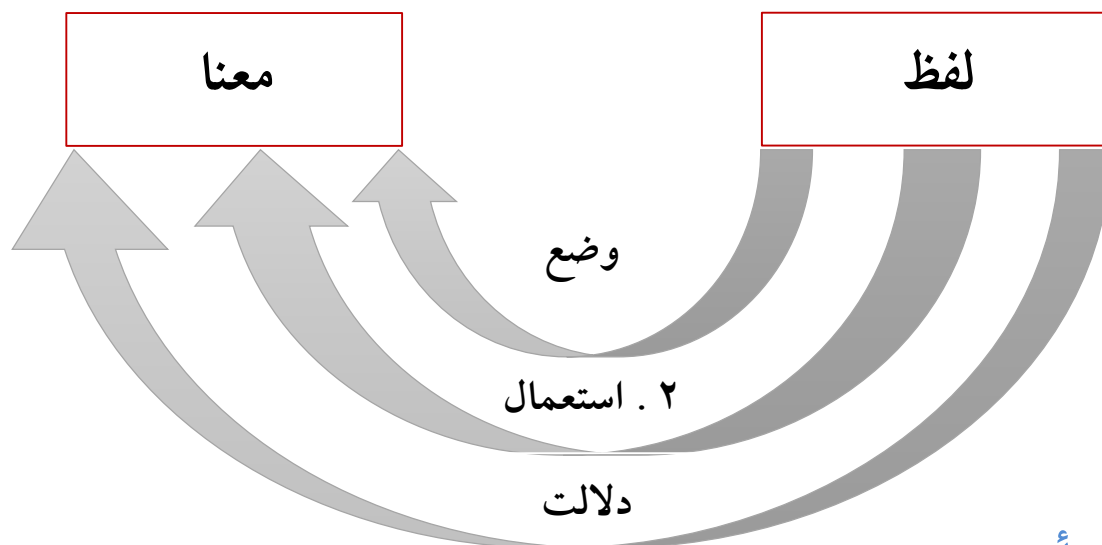 لفظ
معنا
وضع
۲ . استعمال
دلالت